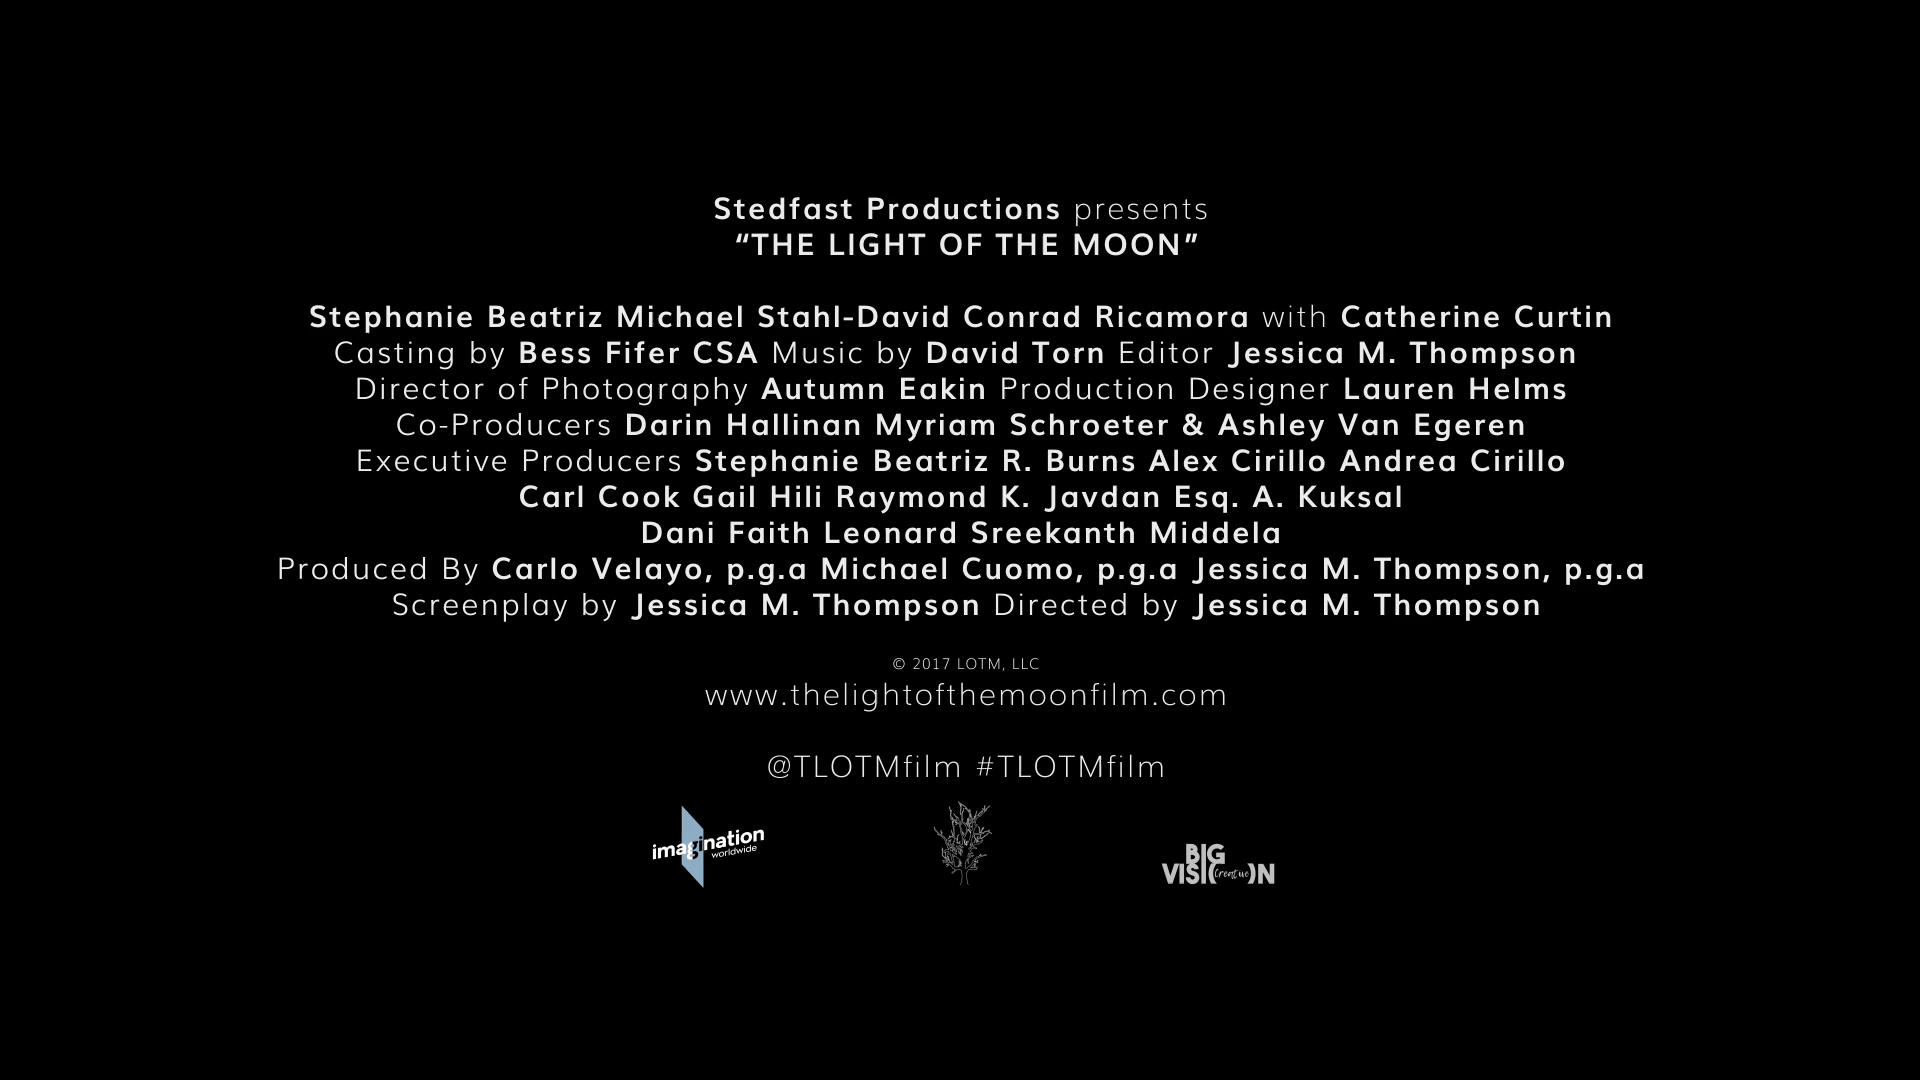 Stedfast Productions presents
“THE LIGHT OF THE MOON”
Stephanie Beatriz Michael Stahl-David Conrad Ricamora with Catherine Curtin
Casting by Bess Fifer CSA Music by David Torn Editor Jessica M. Thompson
Director of Photography Autumn Eakin Production Designer Lauren Helms
Co-Producers Darin Hallinan Myriam Schroeter & Ashley Van Egeren
Executive Producers Stephanie Beatriz R. Burns Alex Cirillo Andrea Cirillo
Carl Cook Gail Hili Raymond K. Javdan Esq. A. Kuksal
Dani Faith Leonard Sreekanth Middela
Produced By Carlo Velayo, p.g.a Michael Cuomo, p.g.a Jessica M. Thompson, p.g.a
Screenplay by Jessica M. Thompson Directed by Jessica M. Thompson
© 2017 LOTM, LLC
www.thelightofthemoonfilm.com
@TLOTMfilm #TLOTMfilm
imagination
worldwide
BIG
VISION
Creative